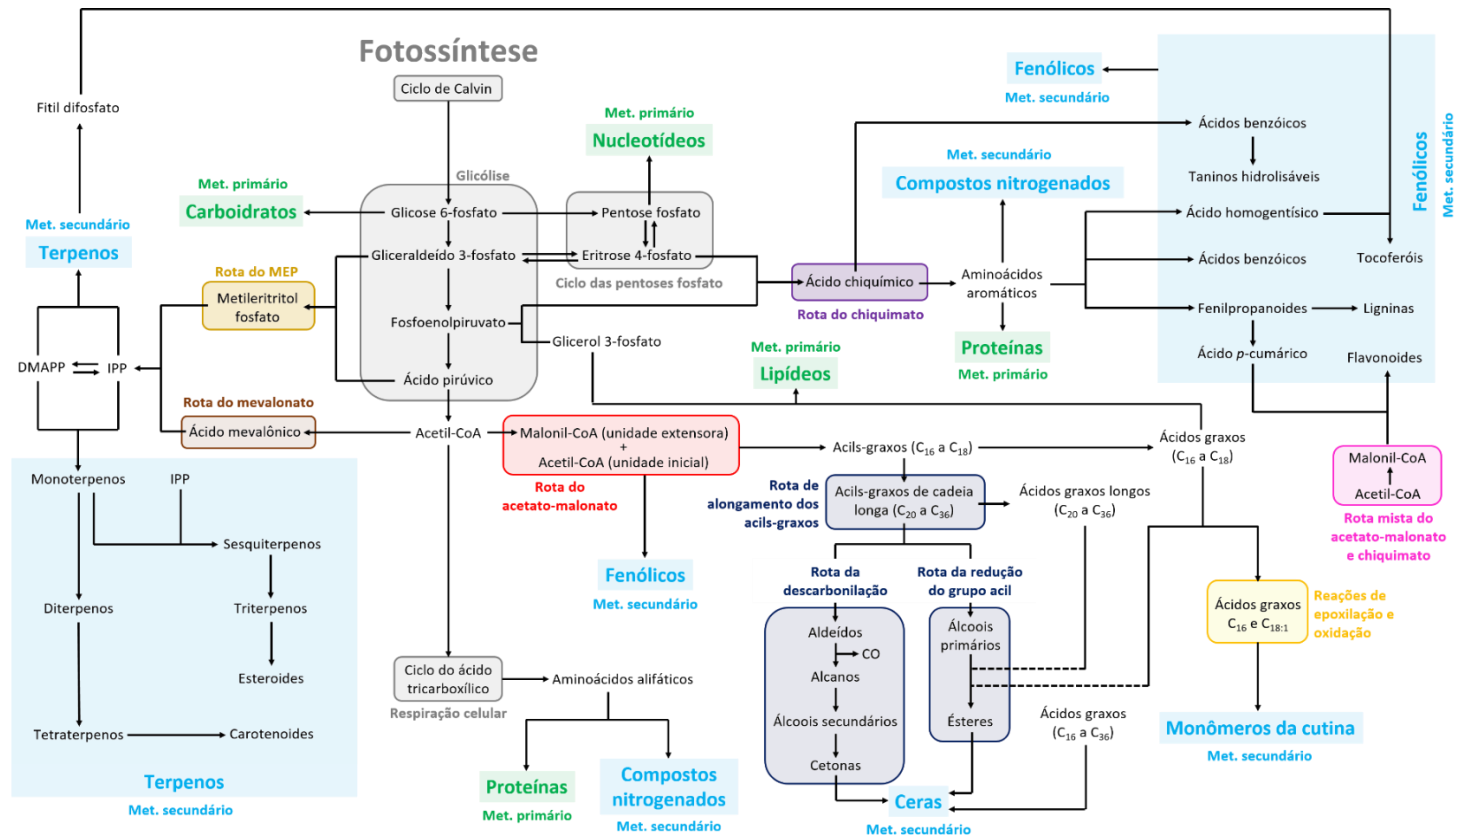 Fotossíntese
Ciclo de Calvin
Fitil difosfato
Met. primário
Nucleotídeos
Fenólicos
Met. secundário
Ácidos benzóicos
Taninos hidrolisáveis
Fenólicos
Met. secundário
Met. secundário
Compostos nitrogenados
Glicólise
Met. primário
Carboidratos
Glicose 6-fosfato
Pentose fosfato
Ácido homogentísico
Met. secundário
Terpenos
Gliceraldeído 3-fosfato
Eritrose 4-fosfato
Ciclo das pentoses fosfato
Ácidos benzóicos
Tocoferóis
Rota do MEP
Metileritritol
fosfato
Ácido chiquímico
Rota do chiquimato
Aminoácidos
aromáticos
Fosfoenolpiruvato
Glicerol 3-fosfato
Fenilpropanoides
Ligninas
Proteínas
Met. primário
Met. primário
Lipídeos
Ácido p-cumárico
Flavonoides
DMAPP
IPP
Ácido pirúvico
Rota do mevalonato
Ácido mevalônico
Acetil-CoA
Malonil-CoA (unidade extensora)
+
Acetil-CoA (unidade inicial)
Rota do
acetato-malonato
Acils-graxos (C16 a C18)
Ácidos graxos
(C16 a C18)
Malonil-CoA
Acetil-CoA
Rota mista do
acetato-malonato
e chiquimato
Monoterpenos
IPP
Rota de
alongamento dos
acils-graxos
Acils-graxos de cadeia
longa (C20 a C36)
Ácidos graxos longos
(C20 a C36)
Sesquiterpenos
Fenólicos
Met. secundário
Rota da
descarbonilação
Rota da redução
do grupo acil
Diterpenos
Triterpenos
Ácidos graxos
C16 e C18:1
Reações de
epoxilação e
oxidação
Aldeídos
CO
Alcanos
Álcoois secundários
Cetonas
Álcoois
primários
Ésteres
Esteroides
Ciclo do ácido
tricarboxílico
Respiração celular
Aminoácidos alifáticos
Ácidos graxos
(C16 a C36)
Monômeros da cutina
Met. secundário
Tetraterpenos
Carotenoides
Terpenos
Met. secundário
Proteínas
Met. primário
Compostos
nitrogenados
Met. secundário
Ceras
Met. secundário